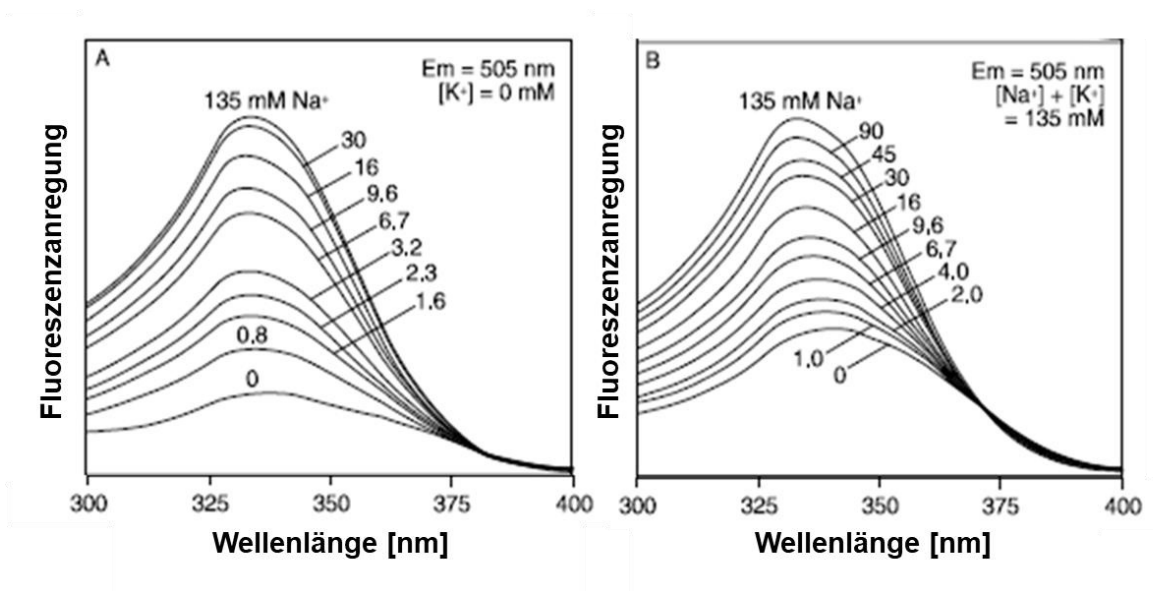 A
Em = 505 nm
[K+] = 0 mM
135 mM Na+
30
16
9.6
6.7
3.2
2.3
1.6
0.8
0
Fluoreszenzanregung
300 325 350 375 400
Wellenlänge [nm]
B
Em = 505 nm
[Na+] + [K+]
= 135 mM
135 mM Na+
90
45
30
16
9.6
6.7
4.0
2.0
1.0
0
Fluoreszenzanregung
300 325 350 375 400
Wellenlänge [nm]